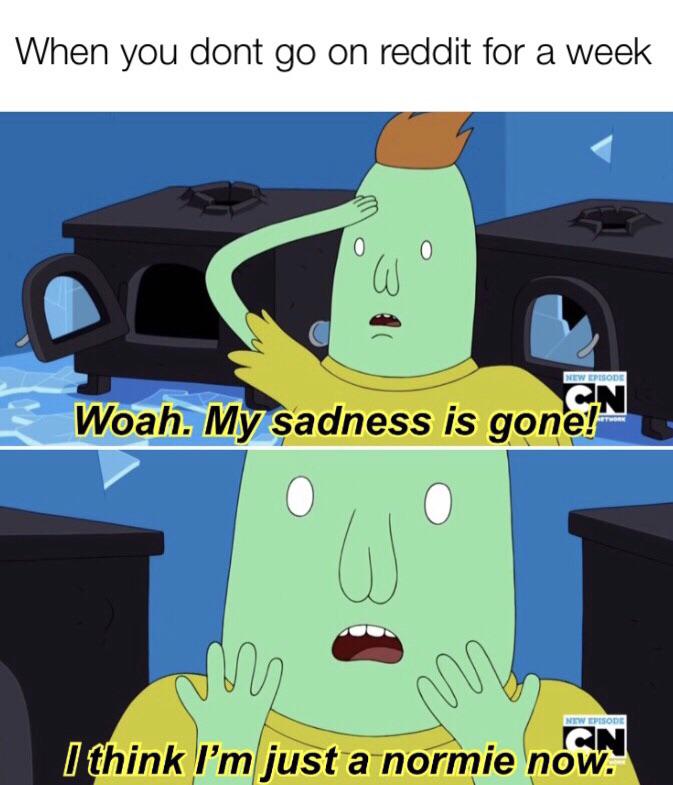 When you dont go on reddit for a week
NEW EPISODE
CN
NETWORK
Woah. My sadness is gone!
NEW EPISODE
CN
I think I'm just a normie now.